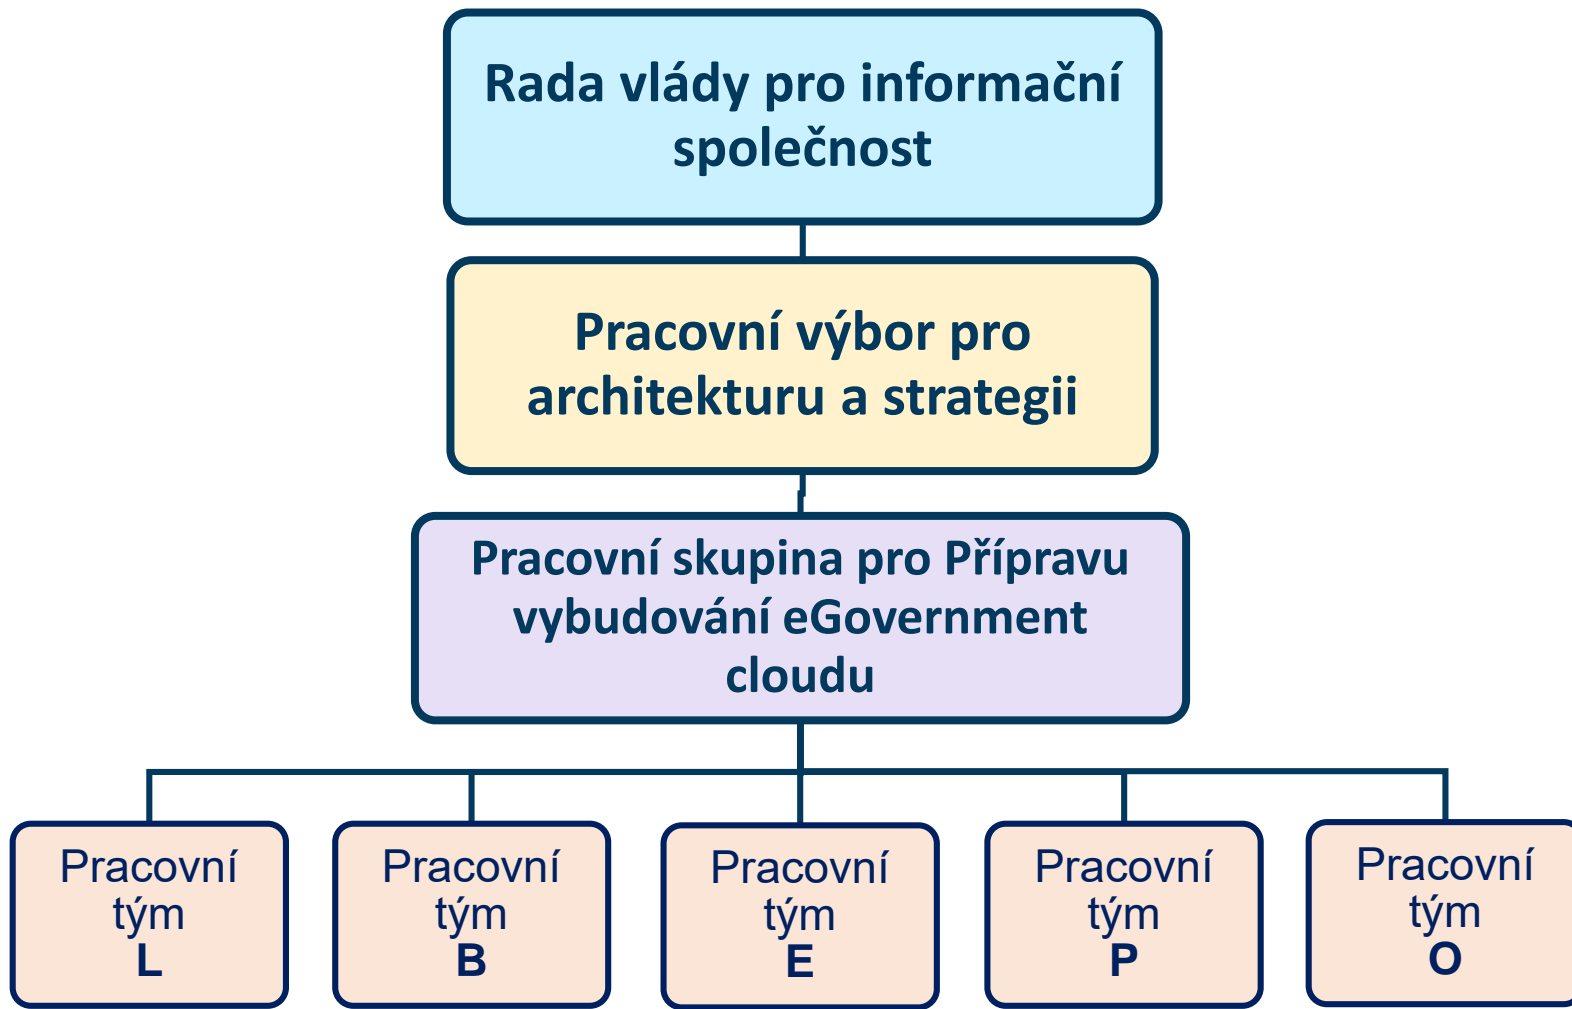 Rada vlády pro informační
společnost
Pracovní výbor pro
architekturu a strategii
Pracovní skupina pro Přípravu
vybudování eGovernment
cloudu
Pracovní
tým
L
Pracovní
tým
B
Pracovní
tým
E
Pracovní
tým
P
Pracovní
tým
O